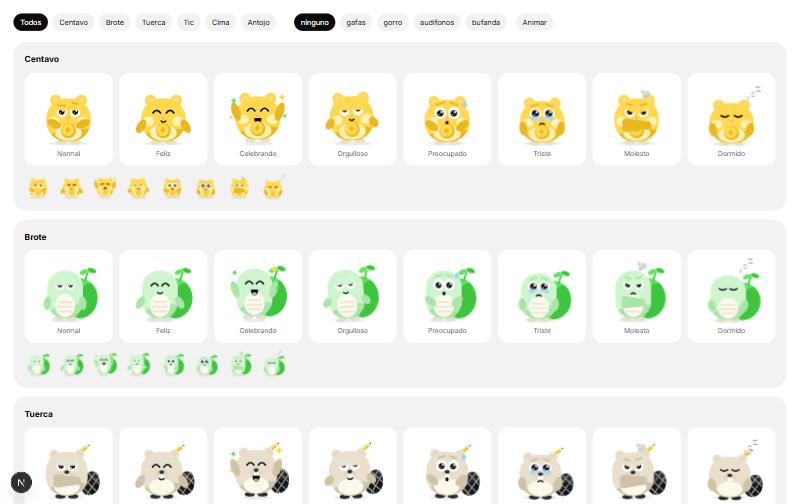 Todos Centavo Brote Tuerca Tic Cima Antojo ninguno gafas gorro audifonos bufanda Animar
Centavo
Normal Feliz Celebrando Orgulloso Preocupado Triste Molesto Dormido
Brote
Normal Feliz Celebrando Orgulloso Preocupado Triste Molesto Dormido
Tuerca
N